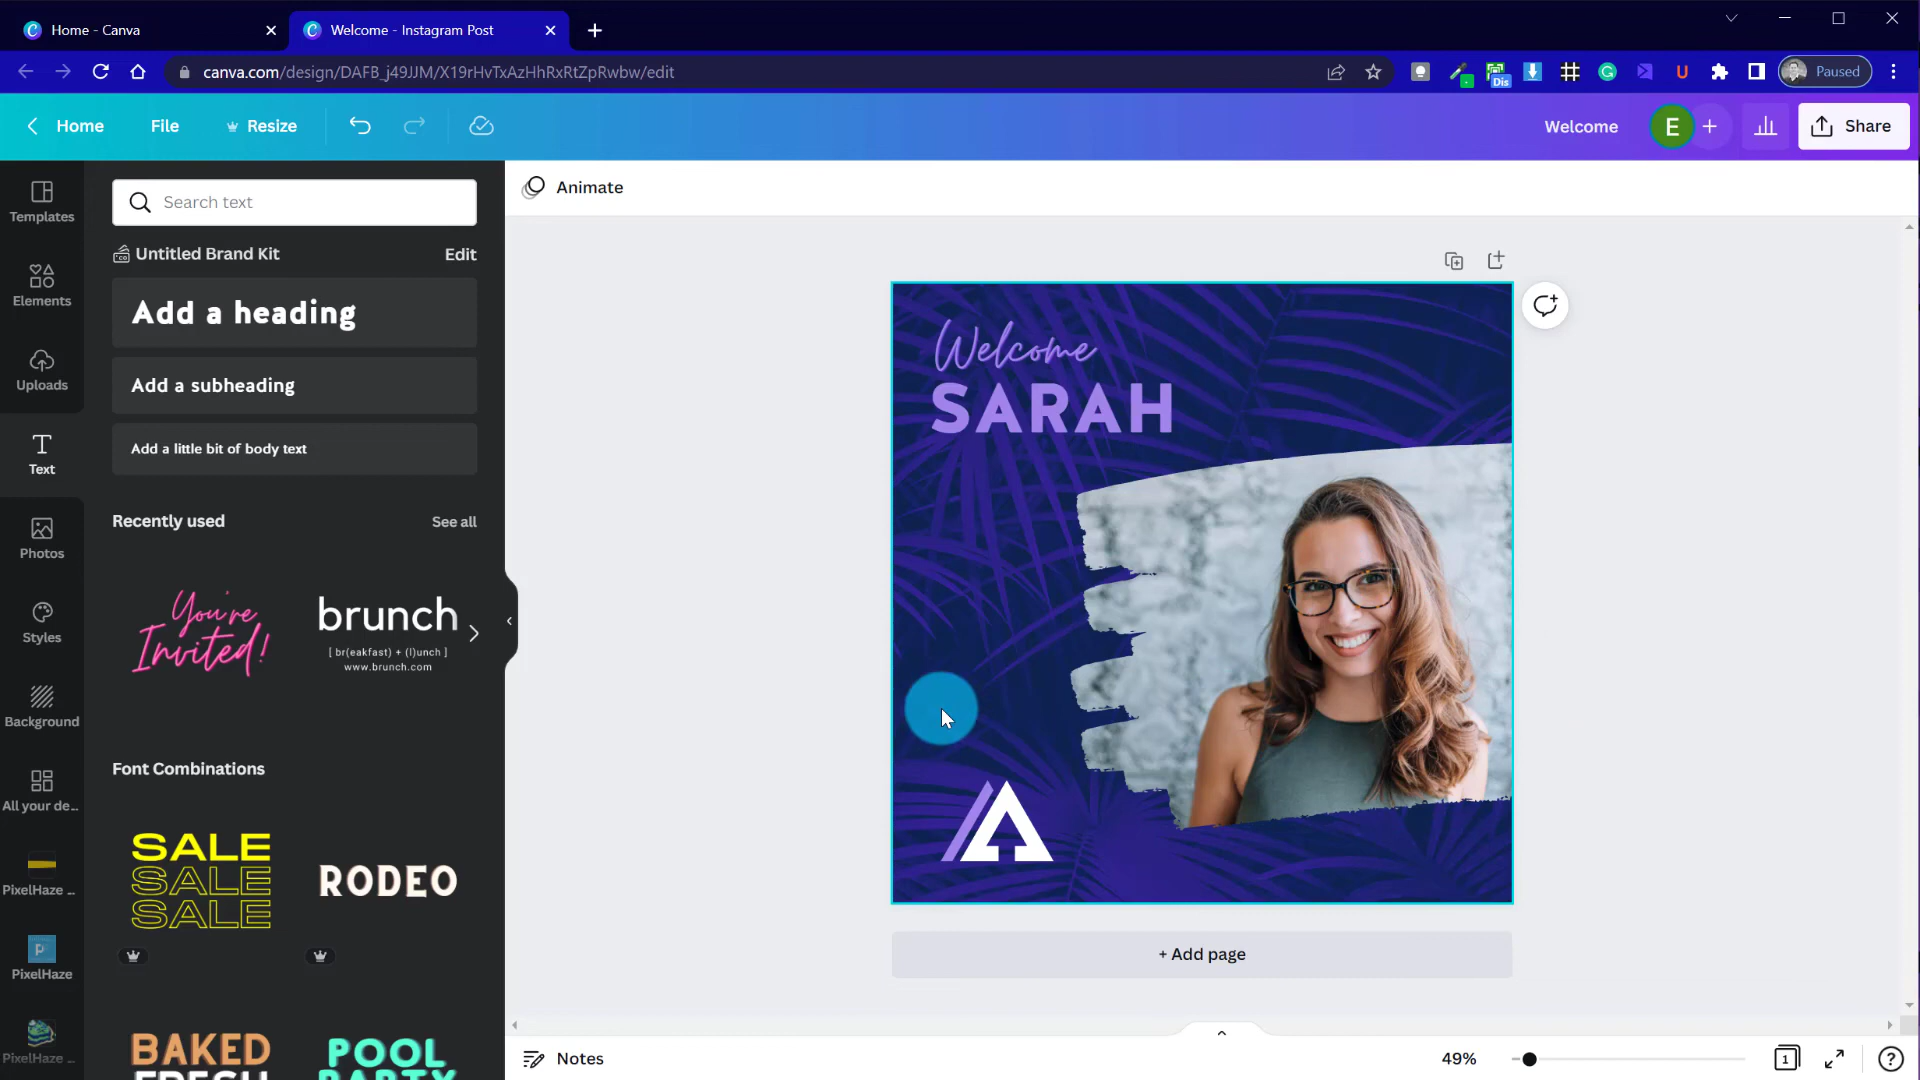 Home - Canva
Welcome - Instagram Post
canva.com/design/DAFB_j49JJM/X19rHvTxAzHhRxRtZpRwbw/edit
Dis
Paused
Home
File
Resize
Welcome
E
Share
Templates
Elements
Uploads
Text
Photos
Styles
Background
All your de...
PixelHaze ...
PixelHaze
PixelHaze ...
Search text
Untitled Brand Kit
Edit
Add a heading
Add a subheading
Add a little bit of body text
Recently used
See all
You're
Invited!
brunch
[ br(eakfast) + (l)unch ]
www.brunch.com
Font Combinations
SALE
SALE
SALE
RODEO
BAKED
FRESH
POOL
PARTY
Animate
Welcome
SARAH
+ Add page
Notes
49%
1